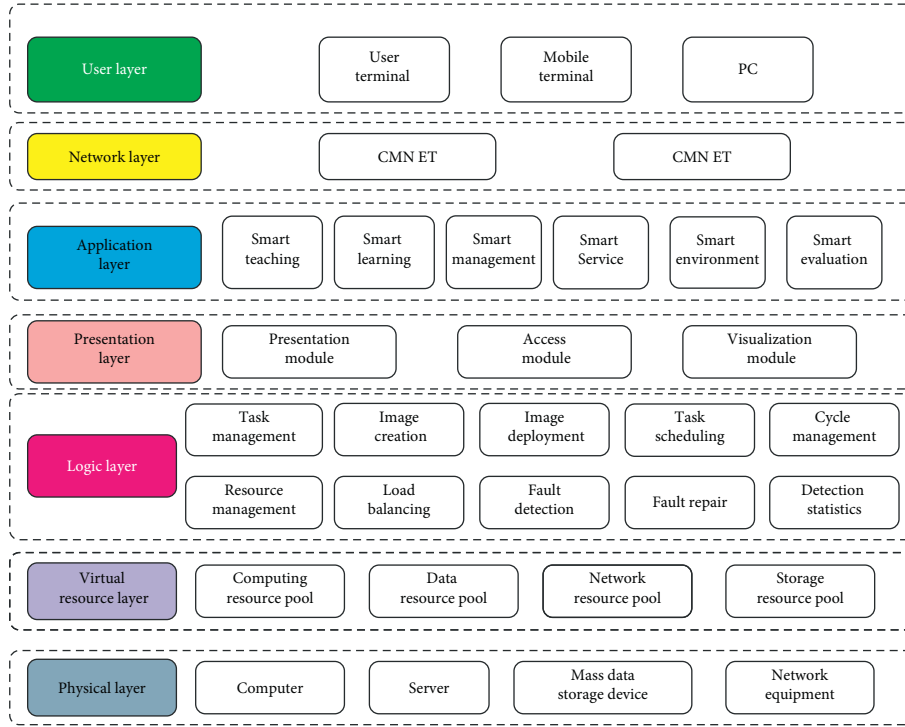 User layer
User
terminal
Mobile
terminal
PC
Network layer
CMN ET
CMN ET
Application
layer
Smart
teaching
Smart
learning
Smart
management
Smart
Service
Smart
environment
Smart
evaluation
Presentation
layer
Presentation
module
Access
module
Visualization
module
Logic layer
Task
management
Image
creation
Image
deployment
Task
scheduling
Cycle
management
Resource
management
Load
balancing
Fault
detection
Fault repair
Detection
statistics
Virtual
resource layer
Computing
resource pool
Data
resource pool
Network
resource pool
Storage
resource pool
Physical layer
Computer
Server
Mass data
storage device
Network
equipment